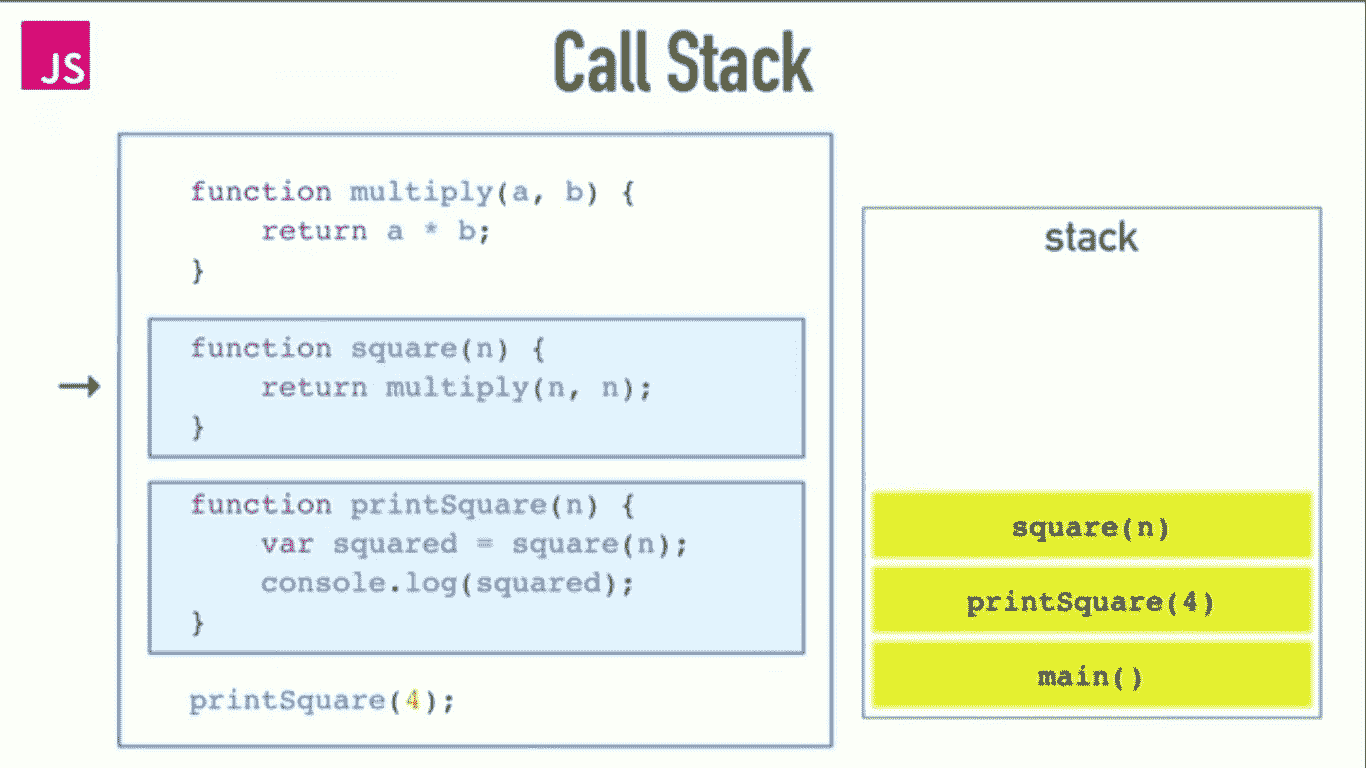 JS
Call Stack
function multiply(a, b) {
    return a * b;
}
function square(n) {
    return multiply(n, n);
}
function printSquare(n) {
    var squared = square(n);
    console.log(squared);
}
printSquare(4);
stack
square(n)
printSquare(4)
main()